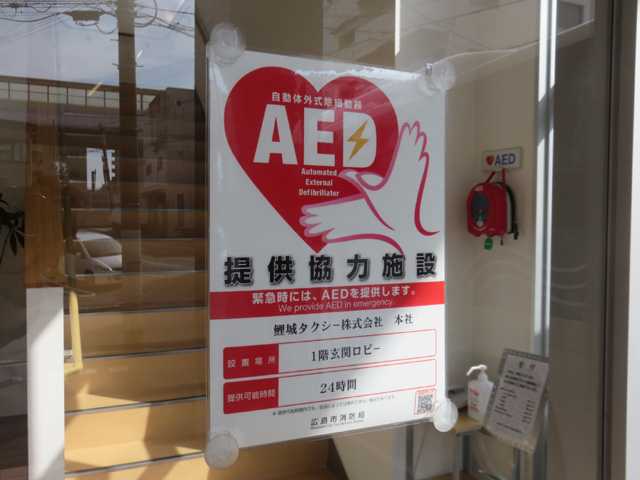 自動体外式除細動器
AED
Automated
External
Defibrillator
提供協力施設
緊急時には、AEDを提供します。
We provide AED in emergency.
鯉城タクシー株式会社 本社
設置場所
1階玄関ロビー
提供可能時間
24時間
広島市消防局
AED